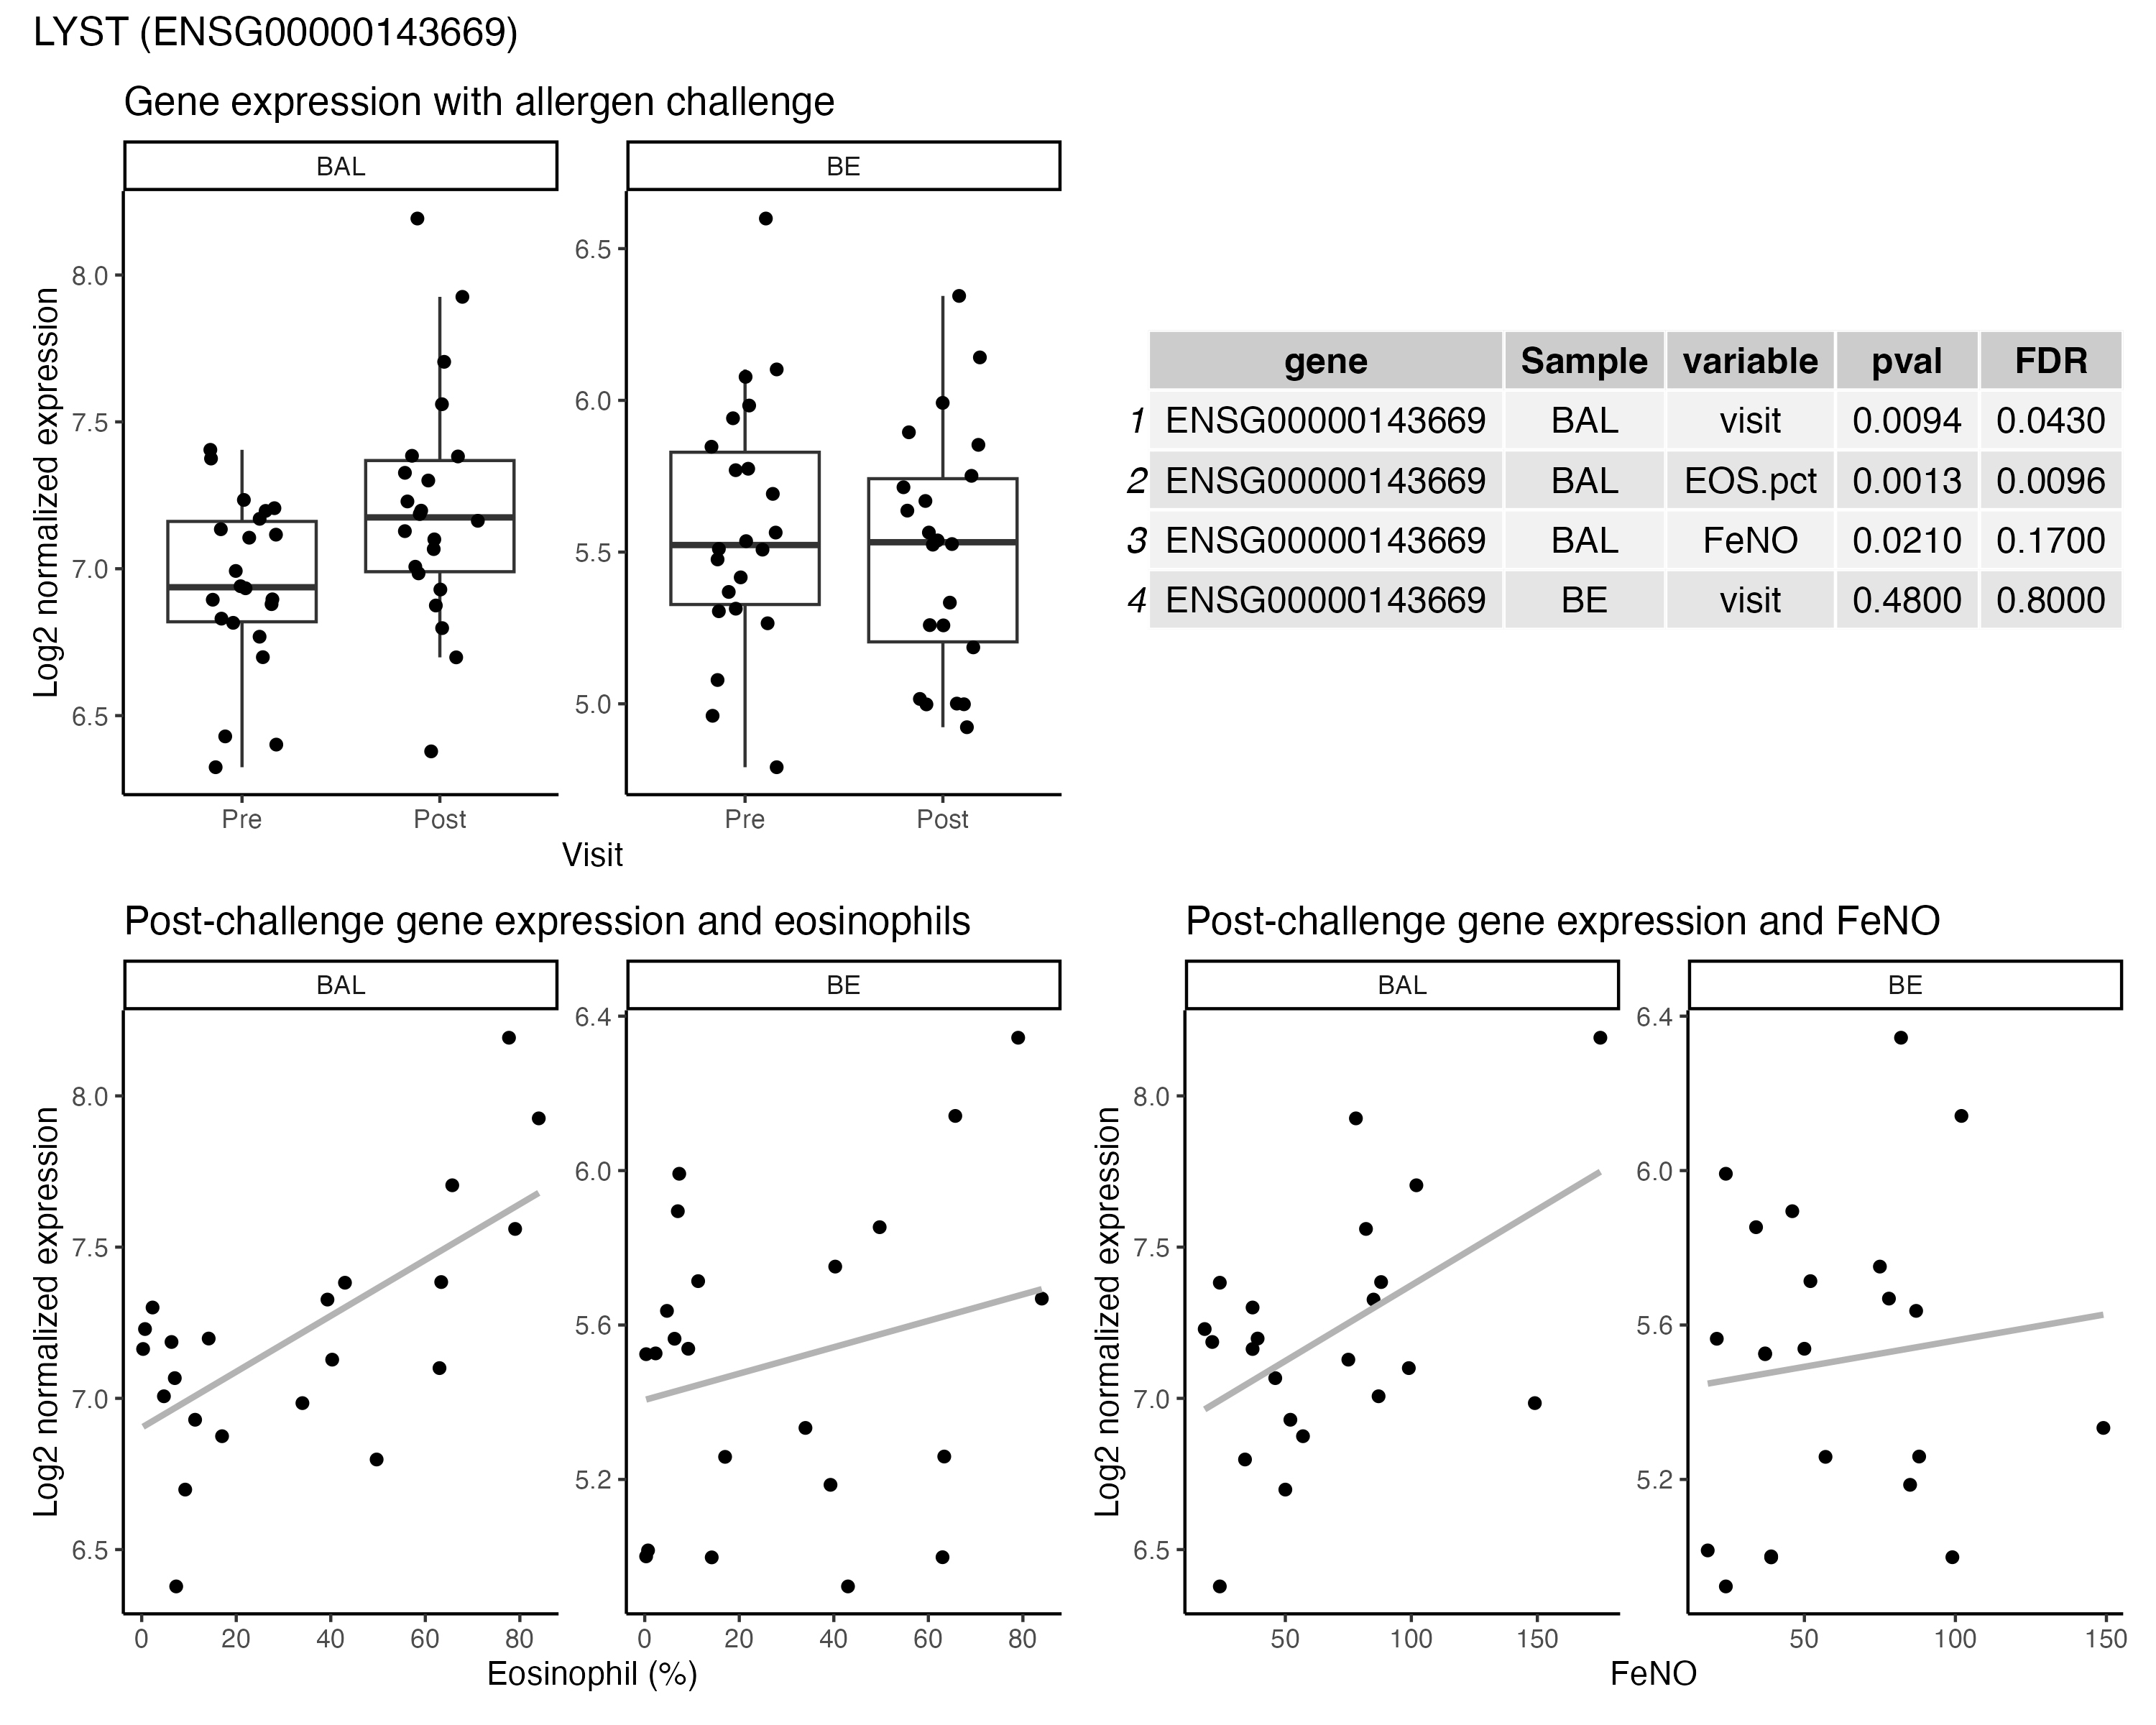 LYST (ENSG00000143669)
Gene expression with allergen challenge
BAL
BE
Log2 normalized expression
8.0
7.5
7.0
6.5
6.5
6.0
5.5
5.0
Pre
Post
Pre
Post
Visit
gene Sample variable pval FDR
1 ENSG00000143669 BAL visit 0.0094 0.0430
2 ENSG00000143669 BAL EOS.pct 0.0013 0.0096
3 ENSG00000143669 BAL FeNO 0.0210 0.1700
4 ENSG00000143669 BE visit 0.4800 0.8000
Post-challenge gene expression and eosinophils
BAL
BE
Log2 normalized expression
8.0
7.5
7.0
6.5
6.4
6.0
5.6
5.2
0 20 40 60 80
0 20 40 60 80
Eosinophil (%)
Post-challenge gene expression and FeNO
BAL
BE
Log2 normalized expression
8.0
7.5
7.0
6.5
6.4
6.0
5.6
5.2
50 100 150
50 100 150
FeNO